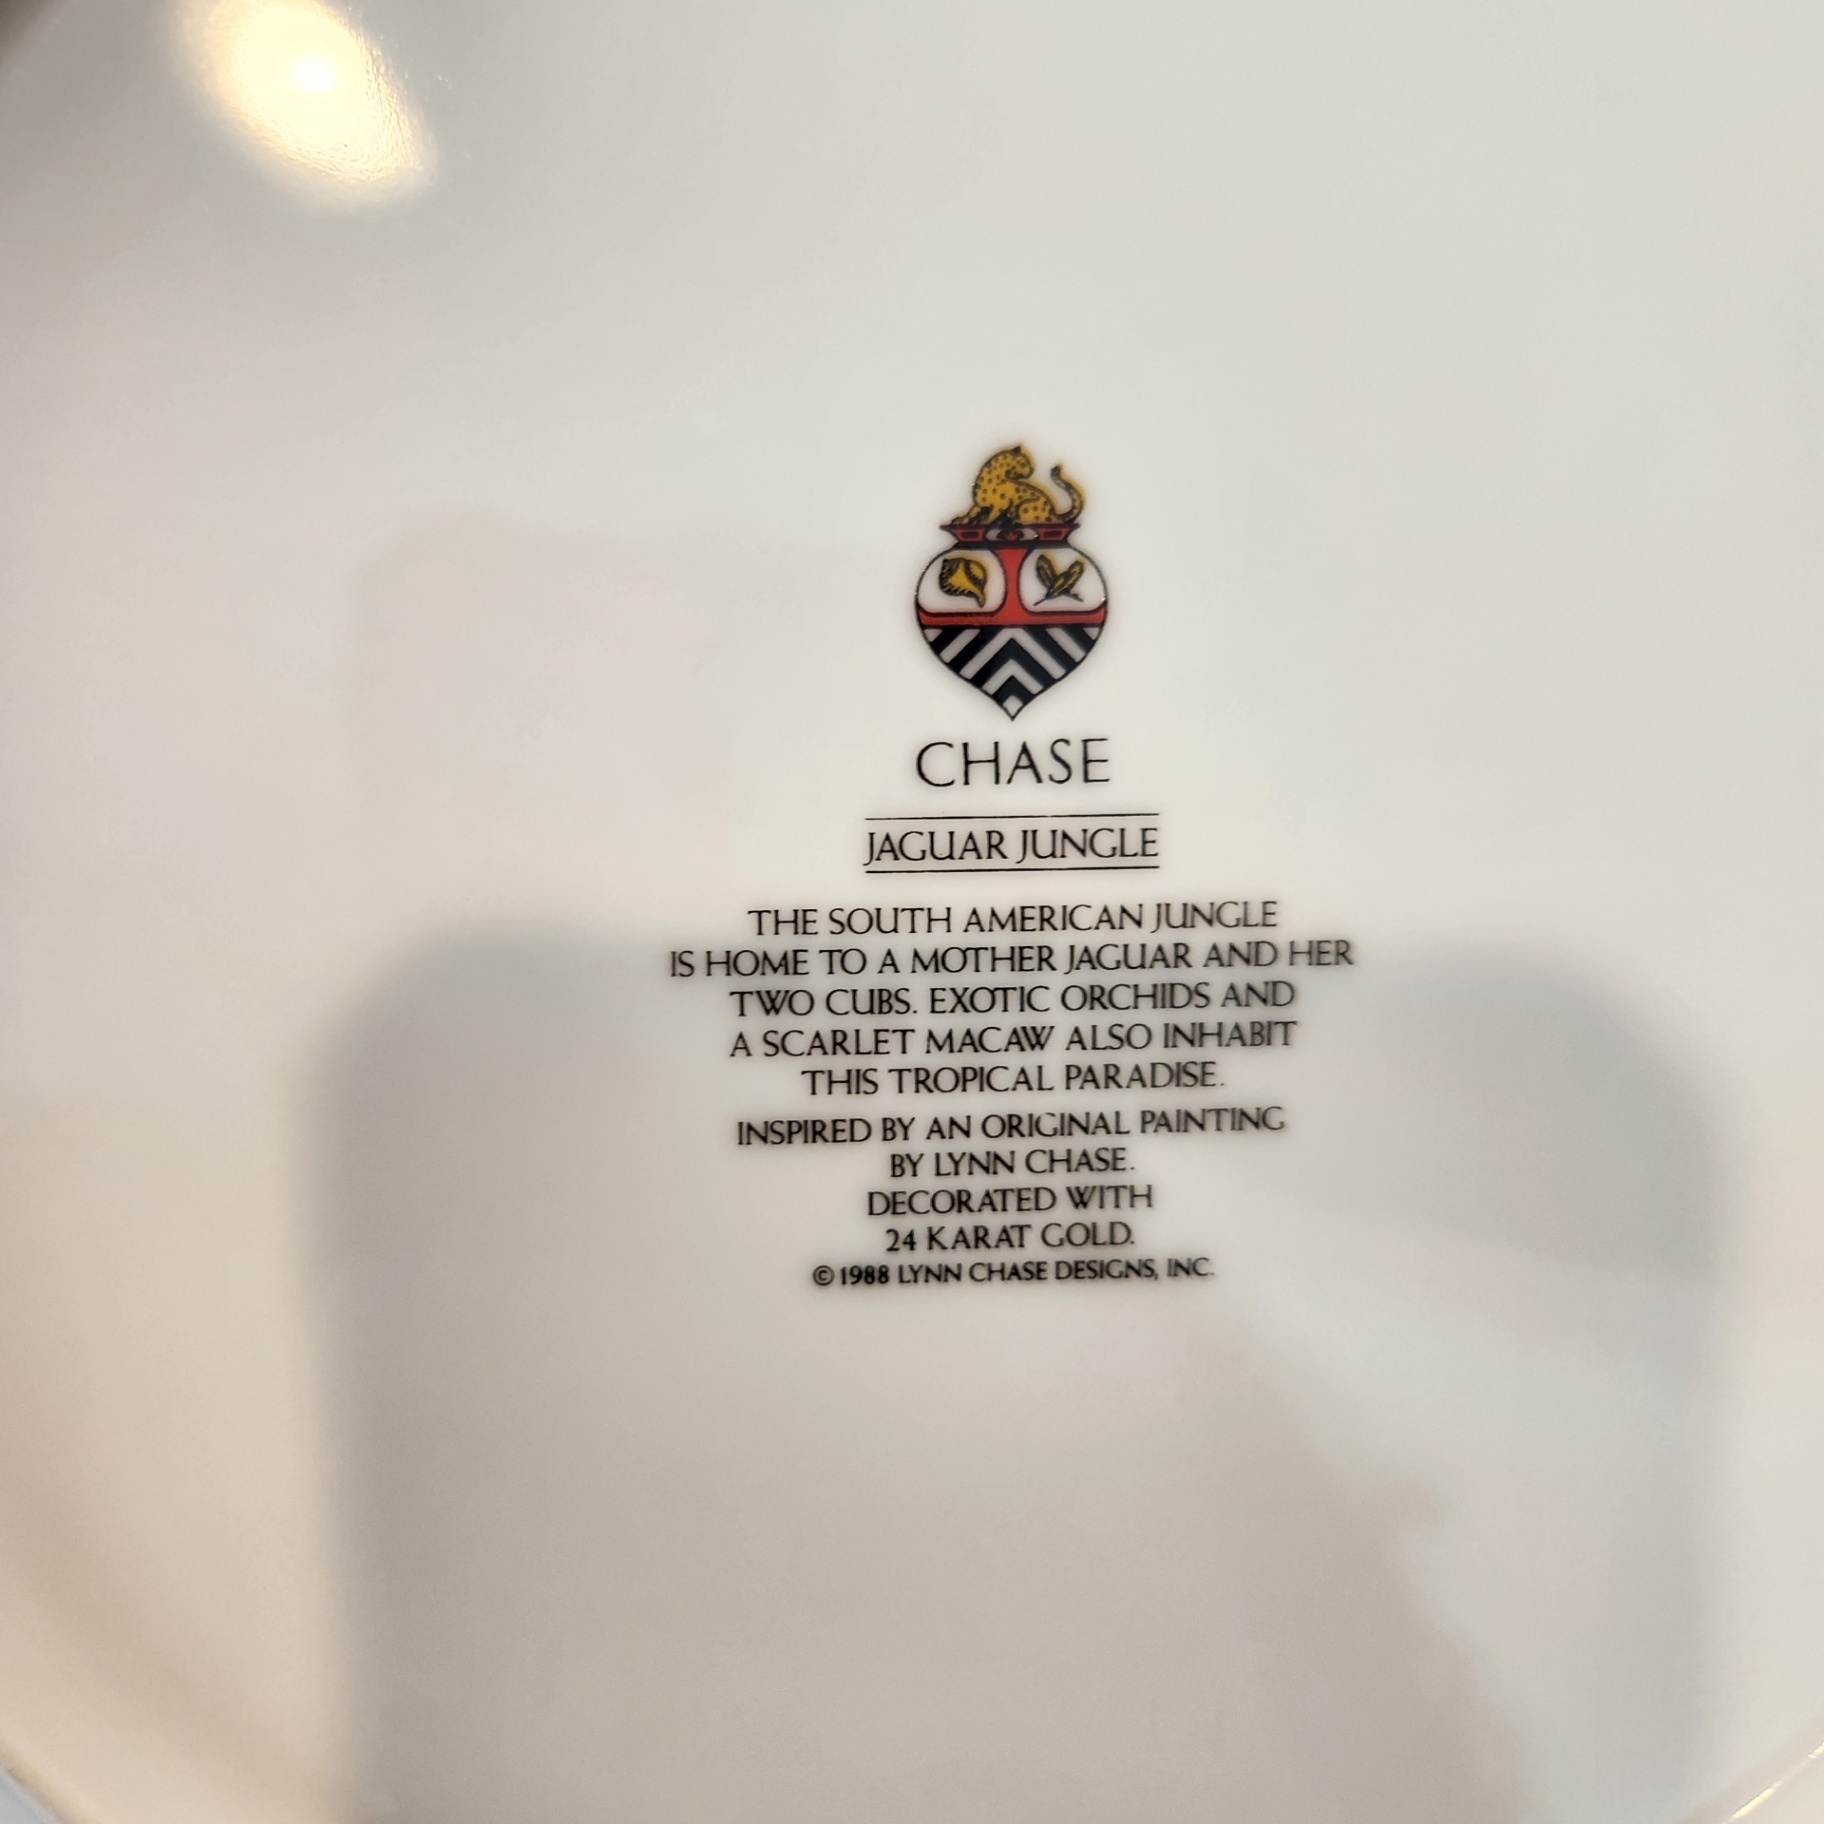 CHASE
JAGUAR JUNGLE
THE SOUTH AMERICAN JUNGLE
IS HOME TO A MOTHER JAGUAR AND HER
TWO CUBS. EXOTIC ORCHIDS AND
A SCARLET MACAW ALSO INHABIT
THIS TROPICAL PARADISE.
INSPIRED BY AN ORIGINAL PAINTING
BY LYNN CHASE.
DECORATED WITH
24 KARAT GOLD.
© 1988 LYNN CHASE DESIGNS, INC.